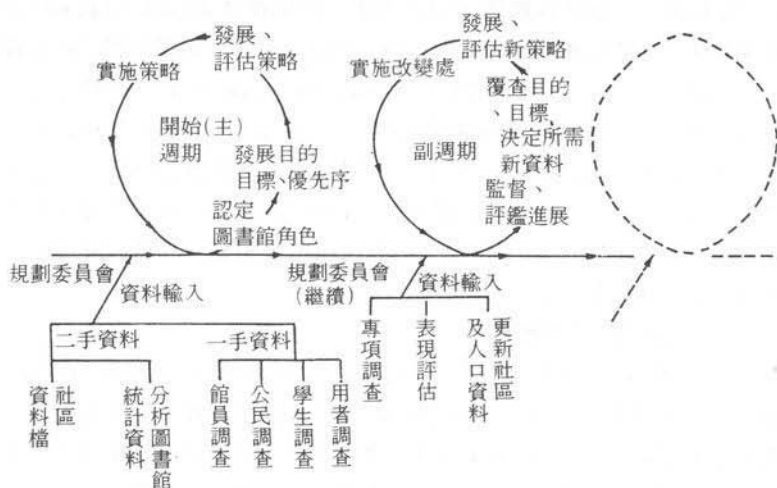 發展、
評估策略
實施策略
開始(主)
週期
發展目的
目標、優先序
認定
圖書館角色
規劃委員會
資料輸入
二手資料
一手資料
社區
資料檔
分析圖書館
統計資料
館員調查
公民調查
學生調查
用者調查
發展、
評估新策略
實施改變處
覆查目的
、目標、
決定所需
新資料
副週期
監督、
評鑑進展
規劃委員會
(繼續)
資料輸入
專項調查
表現評估
更新社區
及人口資料